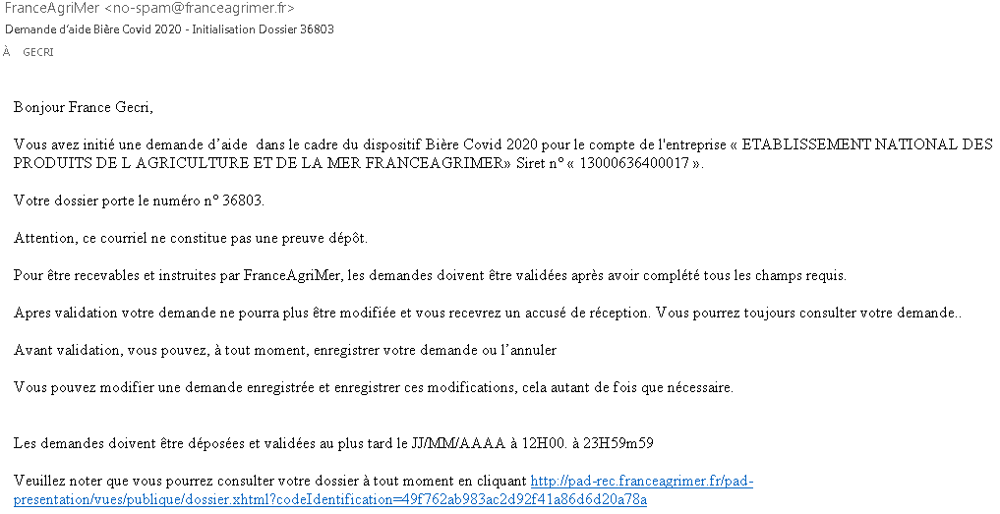 FranceAgriMer <no-spam@franceagrimer.fr>
Demande d’aide Bière Covid 2020 - Initialisation Dossier 36803
À GECRI
Bonjour France Gecri,
Vous avez initié une demande d’aide  dans le cadre du dispositif Bière Covid 2020 pour le compte de l'entreprise « ETABLISSEMENT NATIONAL DES
PRODUITS DE L AGRICULTURE ET DE LA MER FRANCEAGRIMER» Siret n° « 13000636400017 ».
Votre dossier porte le numéro n° 36803.
Attention, ce courriel ne constitue pas une preuve dépôt.
Pour être recevables et instruites par FranceAgriMer, les demandes doivent être validées après avoir complété tous les champs requis.
Apres validation votre demande ne pourra plus être modifiée et vous recevrez un accusé de réception. Vous pourrez toujours consulter votre demande..
Avant validation, vous pouvez, à tout moment, enregistrer votre demande ou l’annuler
Vous pouvez modifier une demande enregistrée et enregistrer ces modifications, cela autant de fois que nécessaire.
Les demandes doivent être déposées et validées au plus tard le JJ/MM/AAAA à 12H00. à 23H59m59
Veuillez noter que vous pourrez consulter votre dossier à tout moment en cliquant http://pad-rec.franceagrimer.fr/pad-
presentation/vues/publique/dossier.xhtml?codeIdentification=49f762ab983ac2d92f41a86d6d20a78a